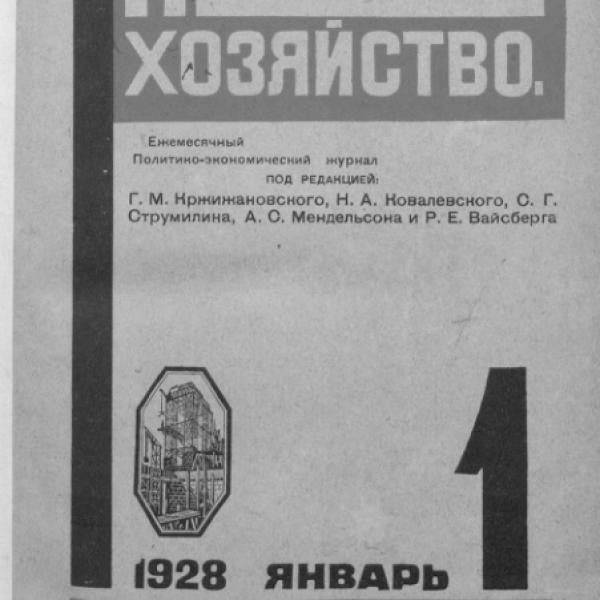 ХОЗЯЙСТВО.
Ежемесячный
Политико-экономический журнал
ПОД РЕДАКЦИЕЙ:
Г. М. Кржижановского, Н. А. Ковалевского, С. Г.
Струмилина, А. С. Мендельсона и Р. Е. Вайсберга
1
1928 ЯНВАРЬ